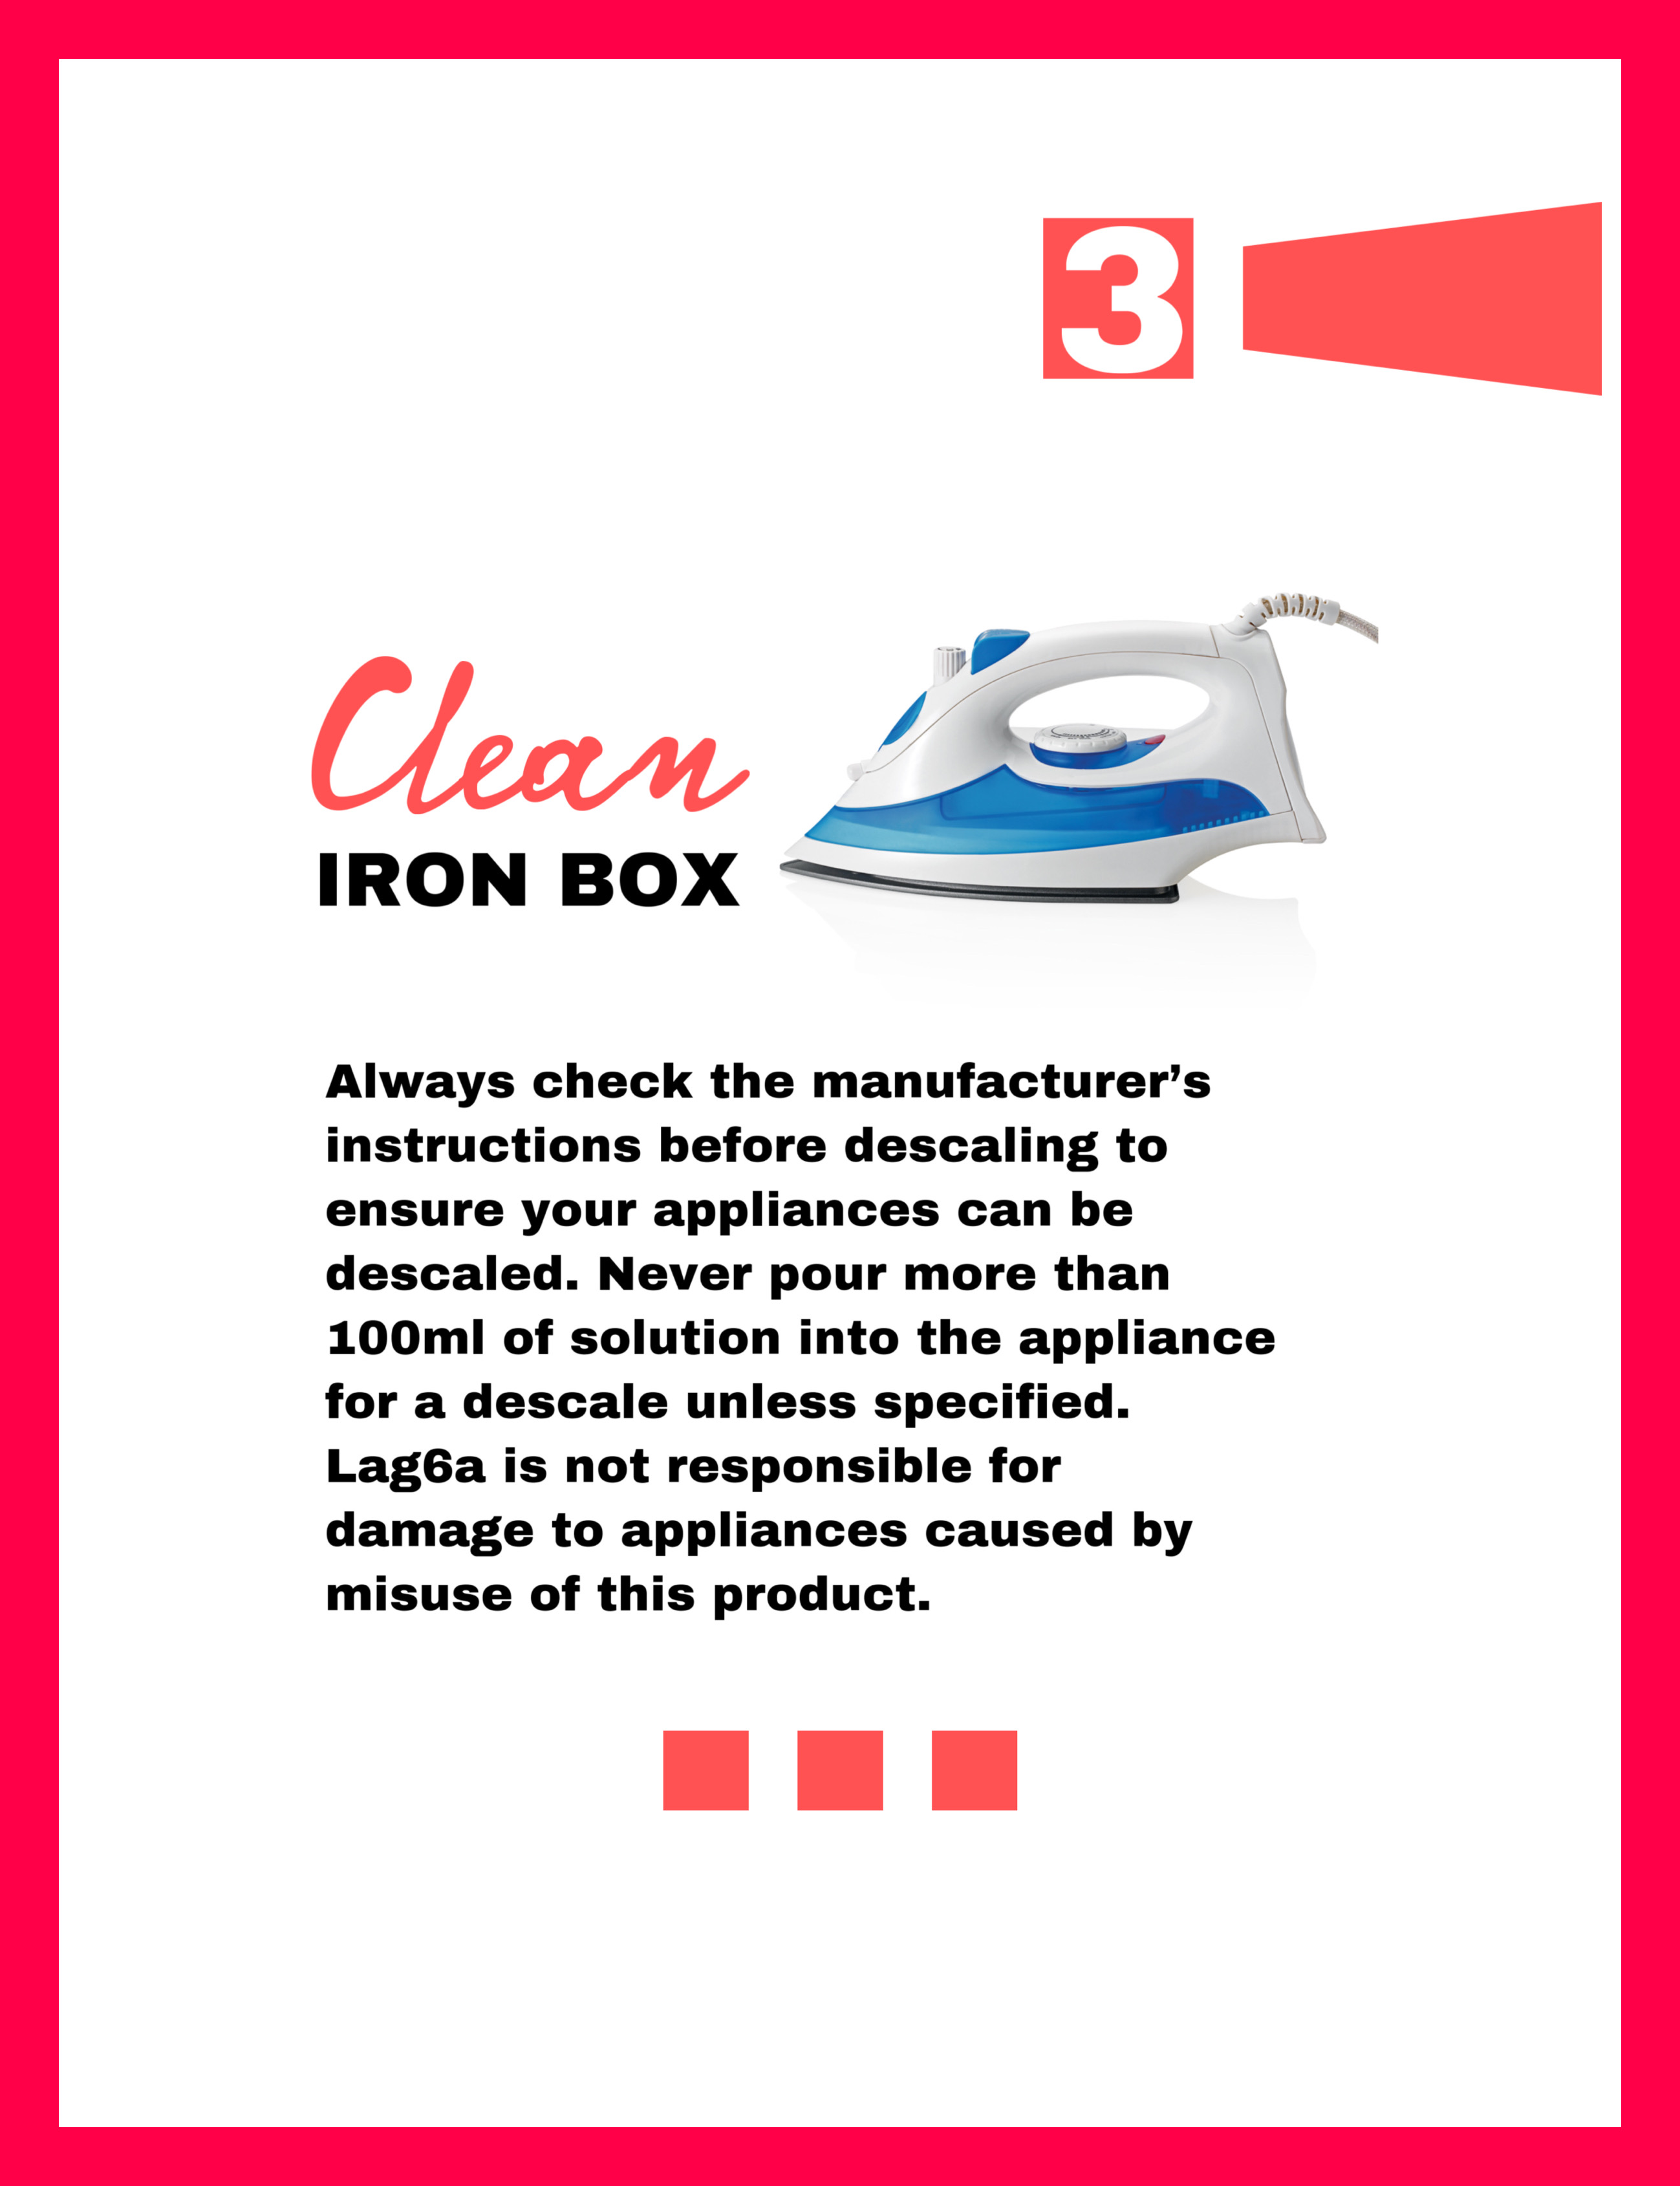 3
Clean
IRON BOX
Always check the manufacturer’s
instructions before descaling to
ensure your appliances can be
descaled. Never pour more than
100ml of solution into the appliance
for a descale unless specified.
Lag6a is not responsible for
damage to appliances caused by
misuse of this product.